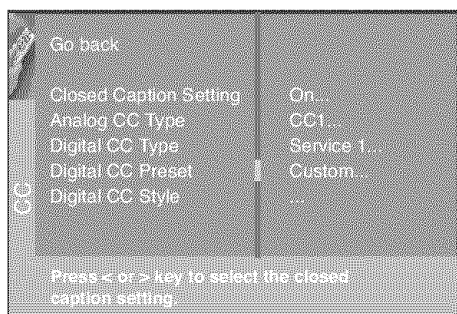 Go back
Closed Caption Setting On...
Analog CC Type CC1...
Digital CC Type Service 1...
Digital CC Preset Custom...
Digital CC Style ...
CC
Press < or > key to select the closed
caption setting.